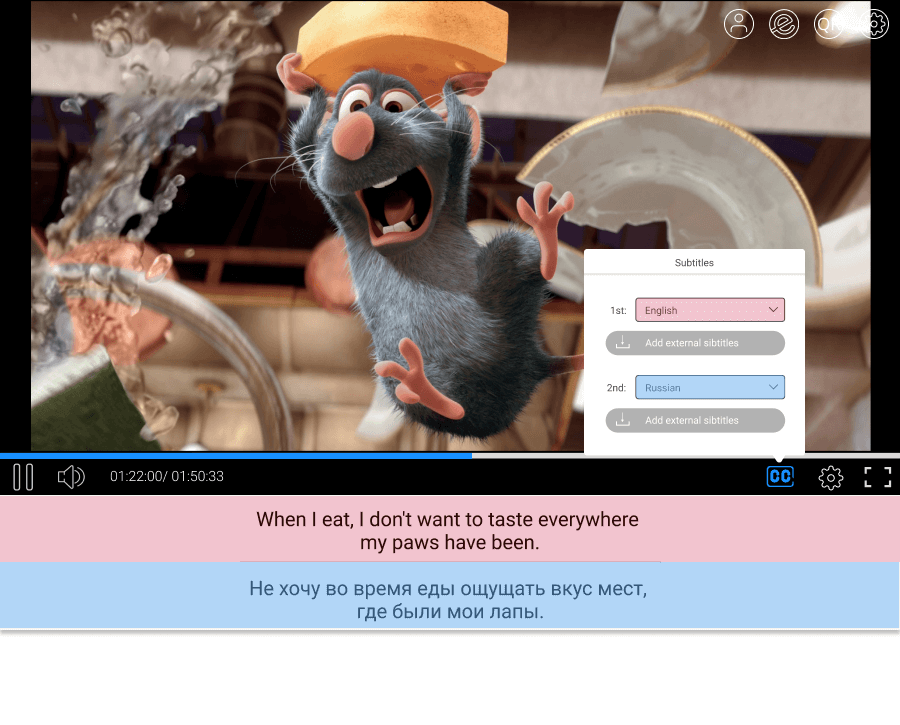 Subtitles
1st:
English
Add external sibtitles
2nd:
Russian
Add external sibtitles
01:22:00/ 01:50:33
CC
When I eat, I don't want to taste everywhere
my paws have been.
Не хочу во время еды ощущать вкус мест,
где были мои лапы.